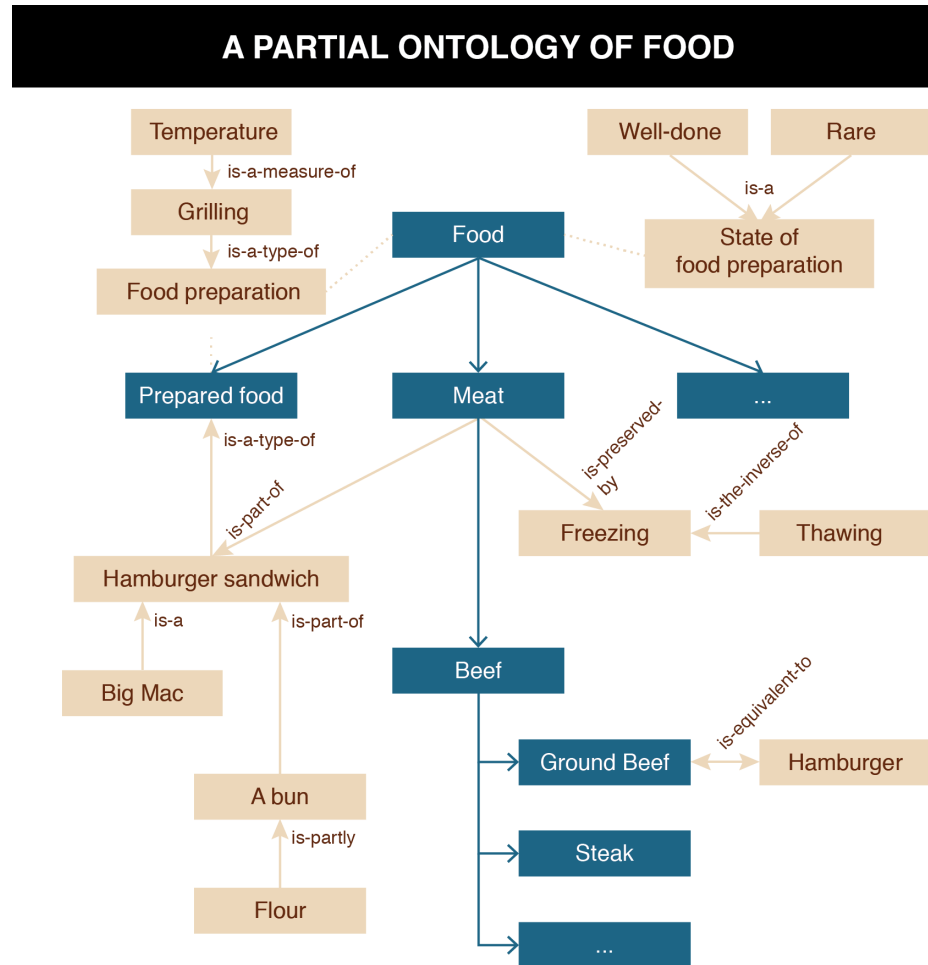 A PARTIAL ONTOLOGY OF FOOD
Temperature
is-a-measure-of
Grilling
is-a-type-of
Food preparation
Well-done
Rare
is-a
State of
food preparation
Food
Prepared food
Meat
...
is-a-type-of
is-part-of
is-preserved-
by
is-the-inverse-of
Freezing
Thawing
Hamburger sandwich
is-a
is-part-of
Big Mac
Beef
A bun
is-partly
Flour
Ground Beef
is-equivalent-to
Hamburger
Steak
...